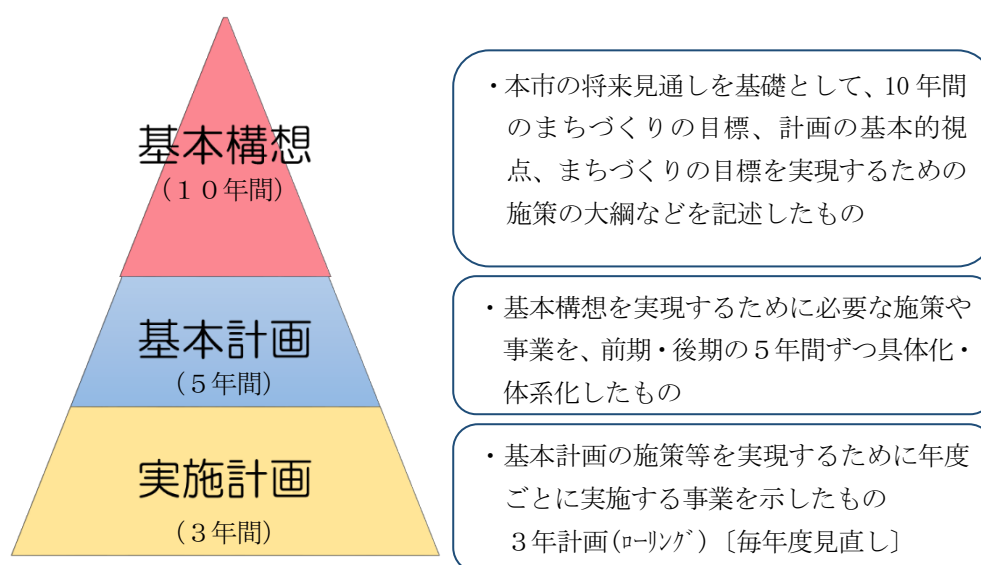 基本構想
（１０年間）
・本市の将来見通しを基礎として、10年間
のまちづくりの目標、計画の基本的視
点、まちづくりの目標を実現するための
施策の大綱などを記述したもの
基本計画
（５年間）
・基本構想を実現するために必要な施策や
事業を、前期・後期の５年間ずつ具体化・
体系化したもの
実施計画
（３年間）
・基本計画の施策等を実現するために年度
ごとに実施する事業を示したもの
３年計画(ﾛｰﾘﾝｸﾞ)〔毎年度見直し〕